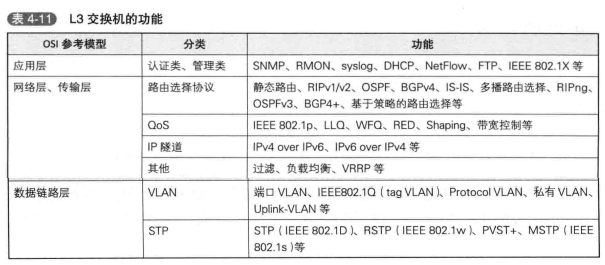 表 4-11 L3 交换机的功能
OSI 参考模型 分类 功能
应用层 认证类、管理类 SNMP、RMON、syslog、DHCP、NetFlow、FTP、IEEE 802.1X 等
网络层、传输层 路由选择协议 静态路由、RIPv1/v2、OSPF、BGPv4、IS-IS、多播路由选择、RIPng、
OSPFv3、BGP4+、基于策略的路由选择等
QoS IEEE 802.1p、LLQ、WFQ、RED、Shaping、带宽控制等
IP 隧道 IPv4 over IPv6、IPv6 over IPv4 等
其他 过滤、负载均衡、VRRP 等
数据链路层 VLAN 端口 VLAN、IEEE802.1Q（tag VLAN）、Protocol VLAN、私有 VLAN、
Uplink-VLAN 等
STP STP（IEEE 802.1D）、RSTP（IEEE 802.1w）、PVST+、MSTP（IEEE
802.1s）等